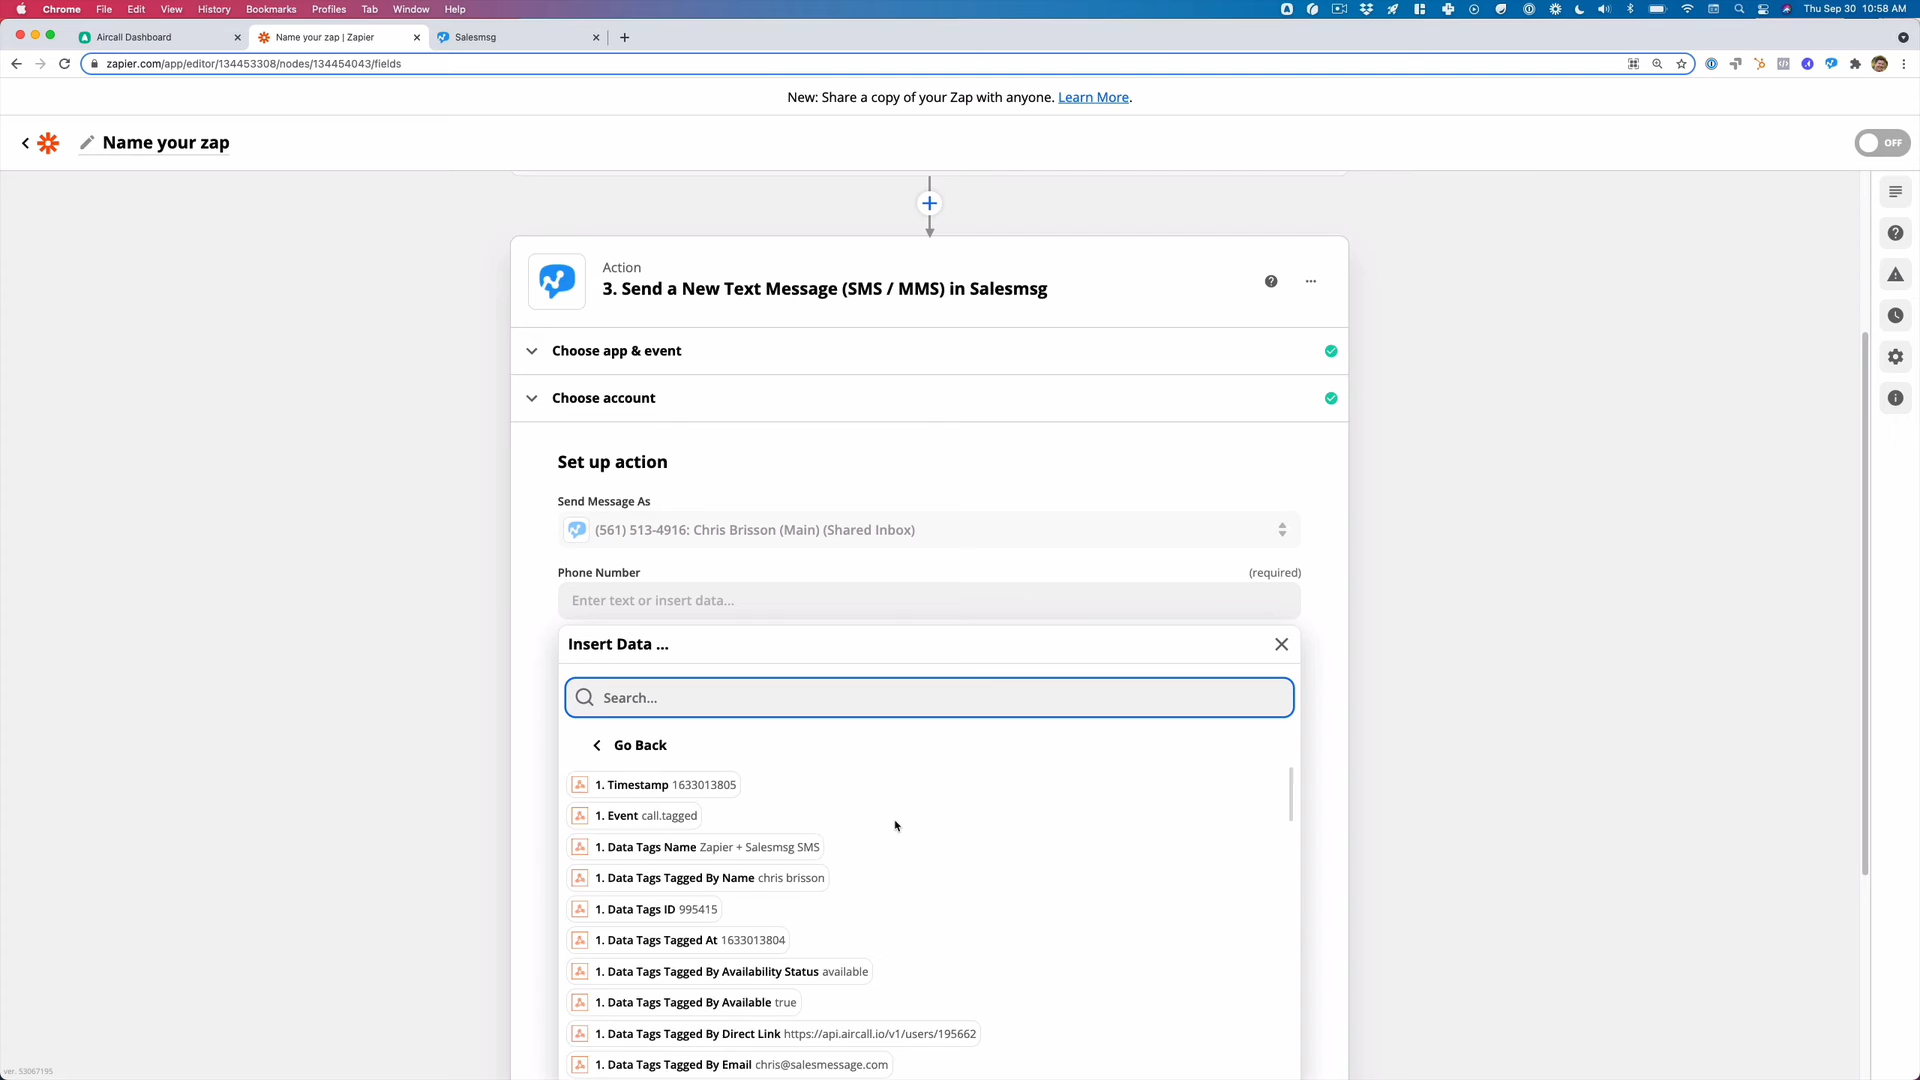 Chrome File Edit View History Bookmarks Profiles Tab Window Help Thu Sep 30 10:58 AM
Aircall Dashboard Name your zap | Zapier Salesmsg
zapier.com/app/editor/134453308/nodes/134454043/fields
New: Share a copy of your Zap with anyone. Learn More.
Name your zap OFF
Action
3. Send a New Text Message (SMS / MMS) in Salesmsg
Choose app & event
Choose account
Set up action
Send Message As
(561) 513-4916: Chris Brisson (Main) (Shared Inbox)
Phone Number (required)
Enter text or insert data...
Insert Data ...
Search...
Go Back
1. Timestamp 1633013805
1. Event call.tagged
1. Data Tags Name Zapier + Salesmsg SMS
1. Data Tags Tagged By Name chris brisson
1. Data Tags ID 995415
1. Data Tags Tagged At 1633013804
1. Data Tags Tagged By Availability Status available
1. Data Tags Tagged By Available true
1. Data Tags Tagged By Direct Link https://api.aircall.io/v1/users/195662
1. Data Tags Tagged By Email chris@salesmessage.com
ver. 53067195